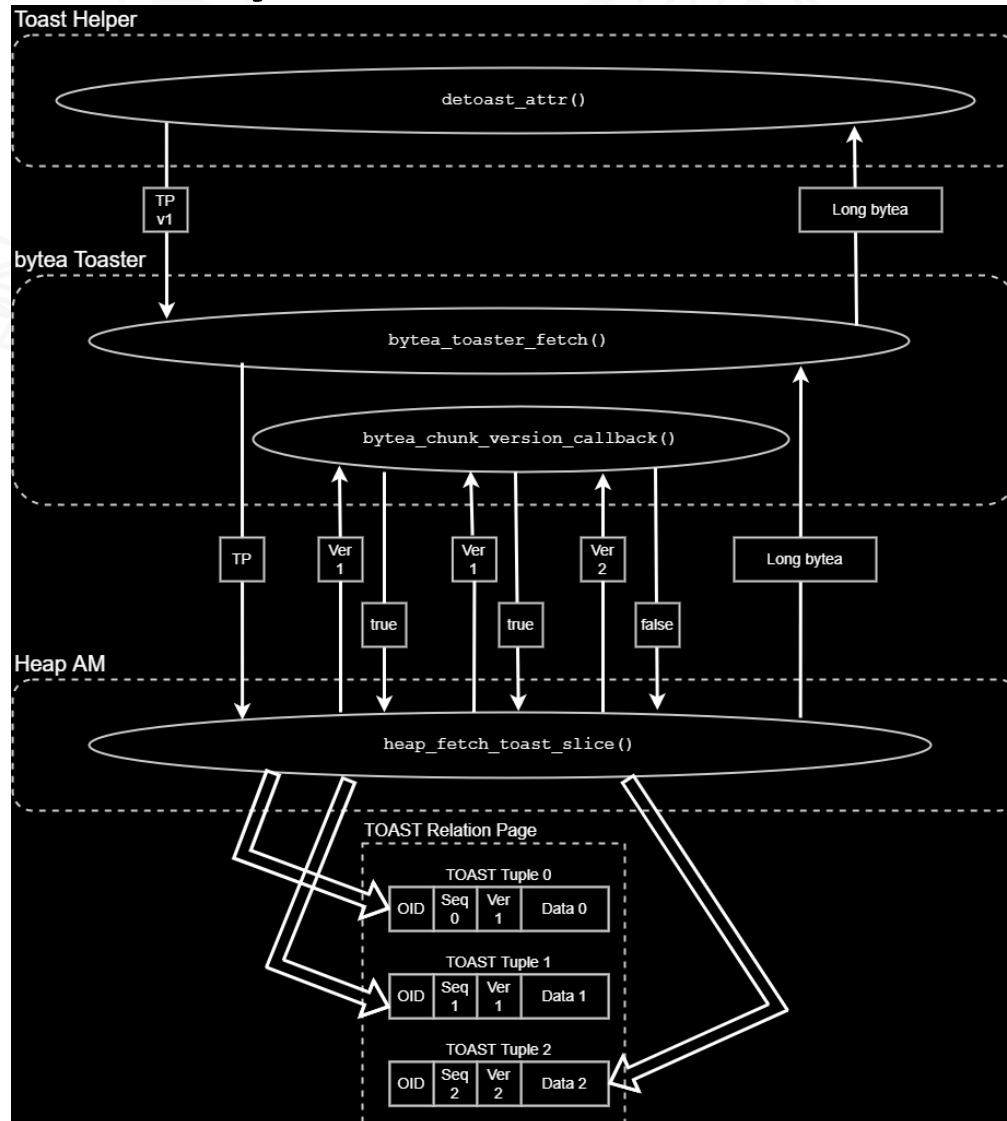 Toast Helper
detoast_attr()
TP
v1
Long bytea
bytea Toaster
bytea_toaster_fetch()
bytea_chunk_version_callback()
TP
Ver
1
Ver
1
Ver
2
Long bytea
true
true
false
Heap AM
heap_fetch_toast_slice()
TOAST Relation Page
TOAST Tuple 0
OID
Seq
0
Ver
1
Data 0
TOAST Tuple 1
OID
Seq
1
Ver
1
Data 1
TOAST Tuple 2
OID
Seq
2
Ver
2
Data 2